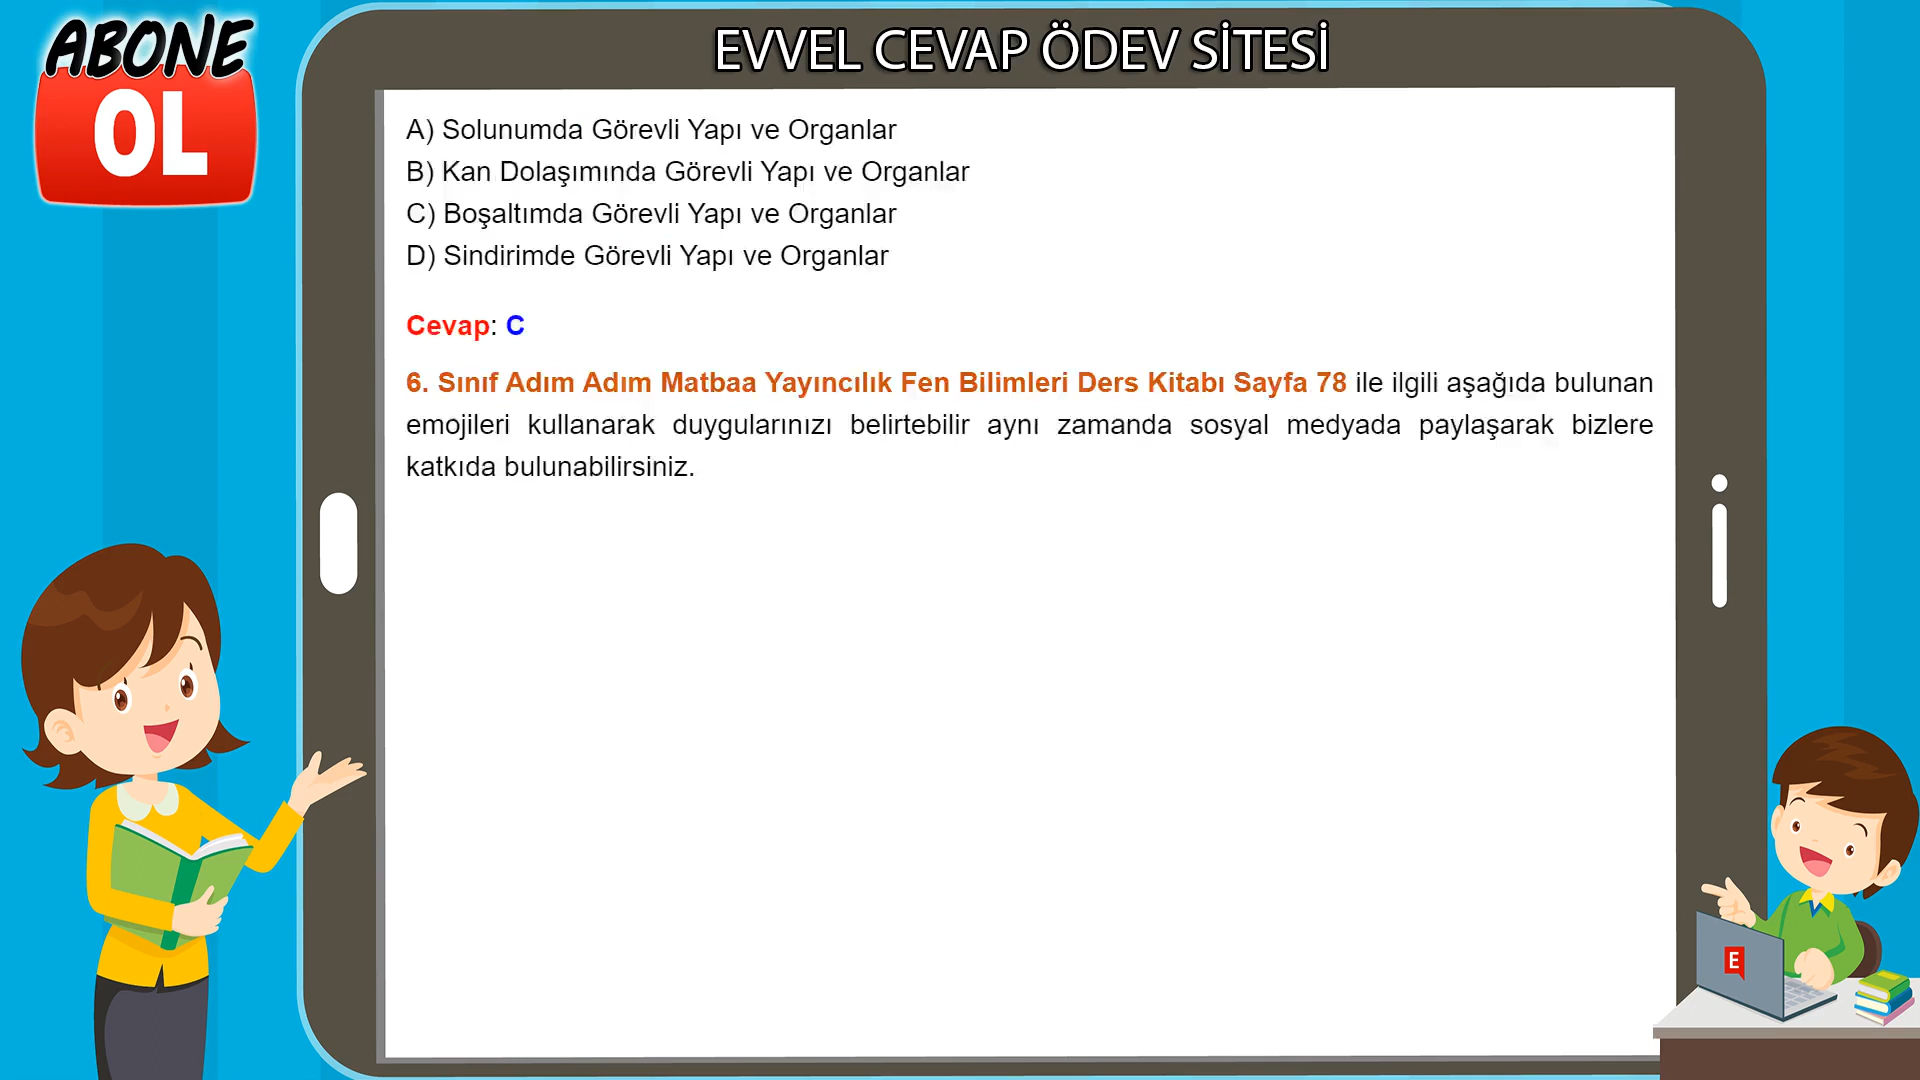 ABONE
OL
EVVEL CEVAP ÖDEV SİTESİ
A) Solunumda Görevli Yapı ve Organlar
B) Kan Dolaşımında Görevli Yapı ve Organlar
C) Boşaltımda Görevli Yapı ve Organlar
D) Sindirimde Görevli Yapı ve Organlar
Cevap: C
6. Sınıf Adım Adım Matbaa Yayıncılık Fen Bilimleri Ders Kitabı Sayfa 78 ile ilgili aşağıda bulunan
emojileri kullanarak duygularınızı belirtebilir aynı zamanda sosyal medyada paylaşarak bizlere
katkıda bulunabilirsiniz.
E